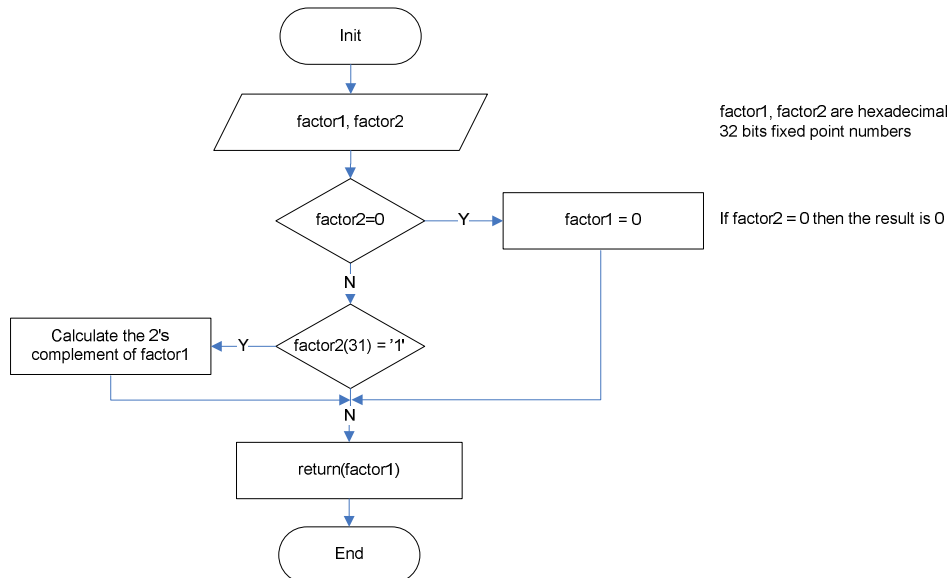 Init
factor1, factor2
factor1, factor2 are hexadecimal
32 bits fixed point numbers
factor2=0
Y
factor1 = 0
If factor2 = 0 then the result is 0
N
Calculate the 2's
complement of factor1
Y
factor2(31) = '1'
N
return(factor1)
End